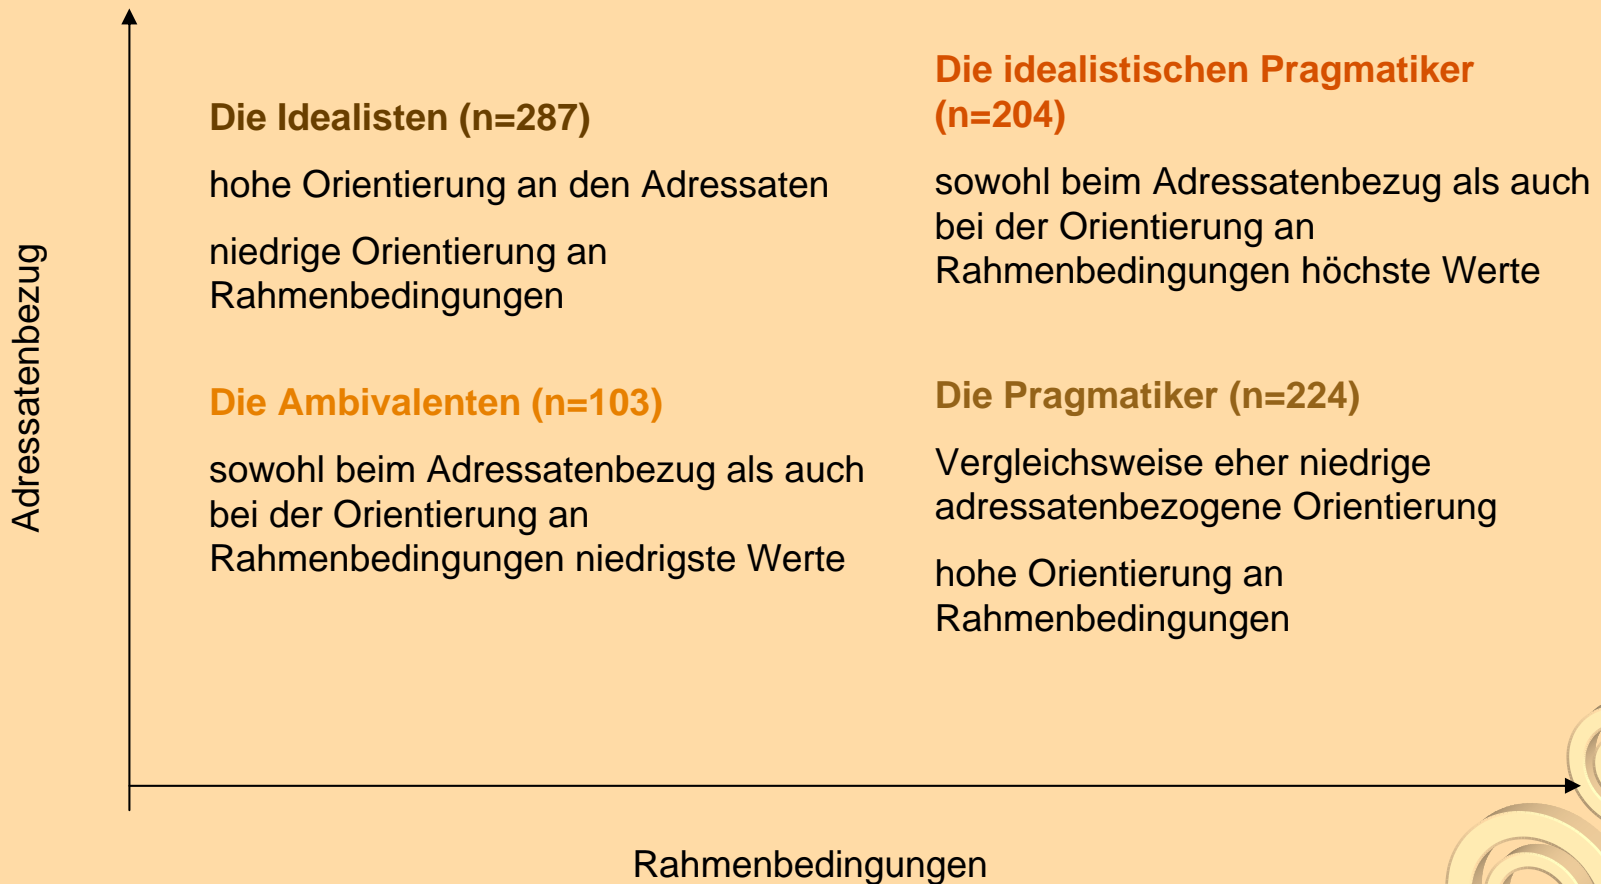 Adressatenbezug
Die Idealisten (n=287)
hohe Orientierung an den Adressaten
niedrige Orientierung an
Rahmenbedingungen
Die idealistischen Pragmatiker
(n=204)
sowohl beim Adressatenbezug als auch
bei der Orientierung an
Rahmenbedingungen höchste Werte
Die Ambivalenten (n=103)
sowohl beim Adressatenbezug als auch
bei der Orientierung an
Rahmenbedingungen niedrigste Werte
Die Pragmatiker (n=224)
Vergleichsweise eher niedrige
adressatenbezogene Orientierung
hohe Orientierung an
Rahmenbedingungen
Rahmenbedingungen